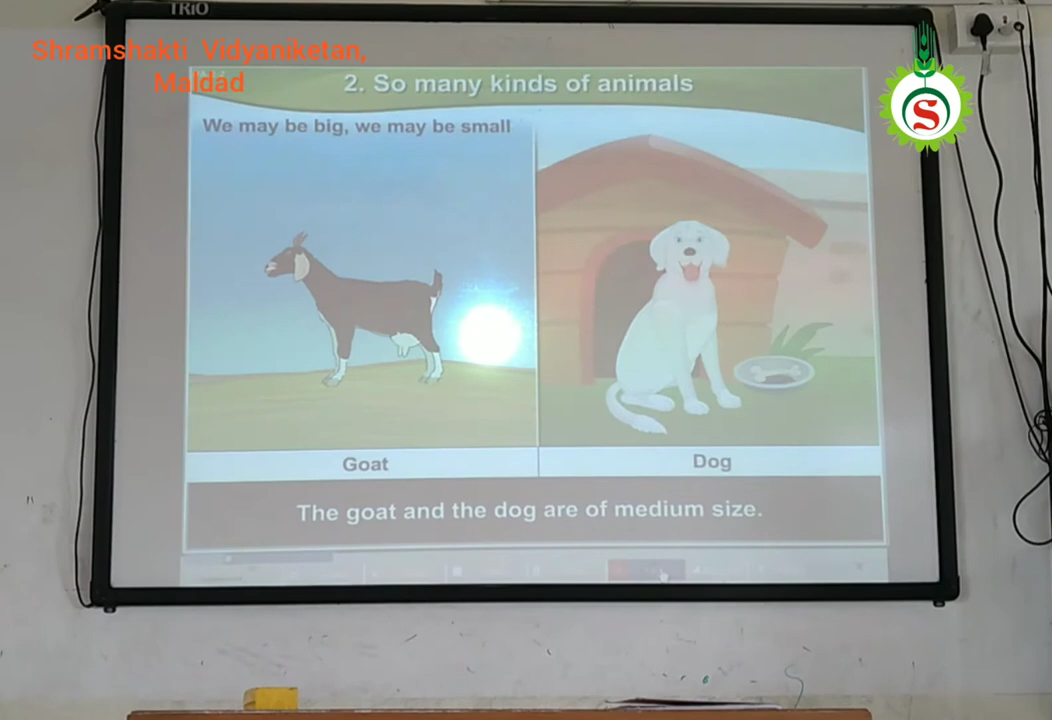 TRiO
Shramshakti Vidyaniketan,
Maldad
S
2. So many kinds of animals
We may be big, we may be small
Goat
Dog
The goat and the dog are of medium size.